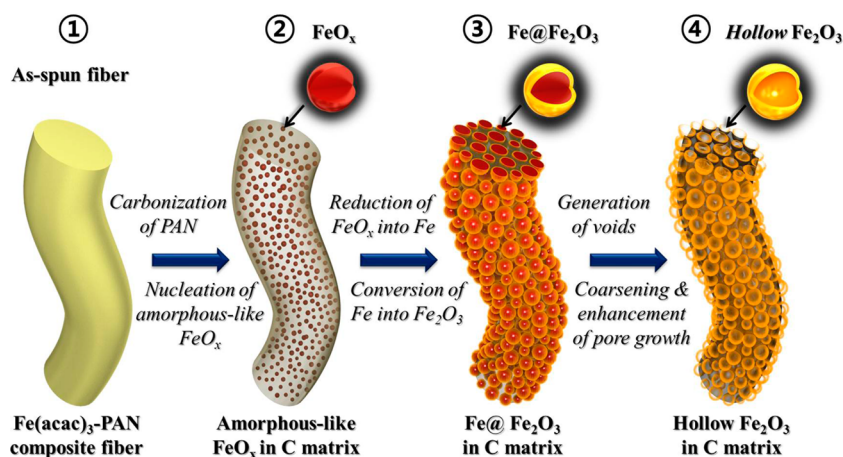 ① 
As-spun fiber
Fe(acac)₃-PAN
composite fiber
Carbonization
of PAN
Nucleation of
amorphous-like
FeOₓ
② FeOₓ
Amorphous-like
FeOₓ in C matrix
Reduction of
FeOₓ into Fe
Conversion of
Fe into Fe₂O₃
③ Fe@Fe₂O₃
Fe@ Fe₂O₃
in C matrix
Generation
of voids
Coarsening &
enhancement
of pore growth
④ Hollow Fe₂O₃
Hollow Fe₂O₃
in C matrix